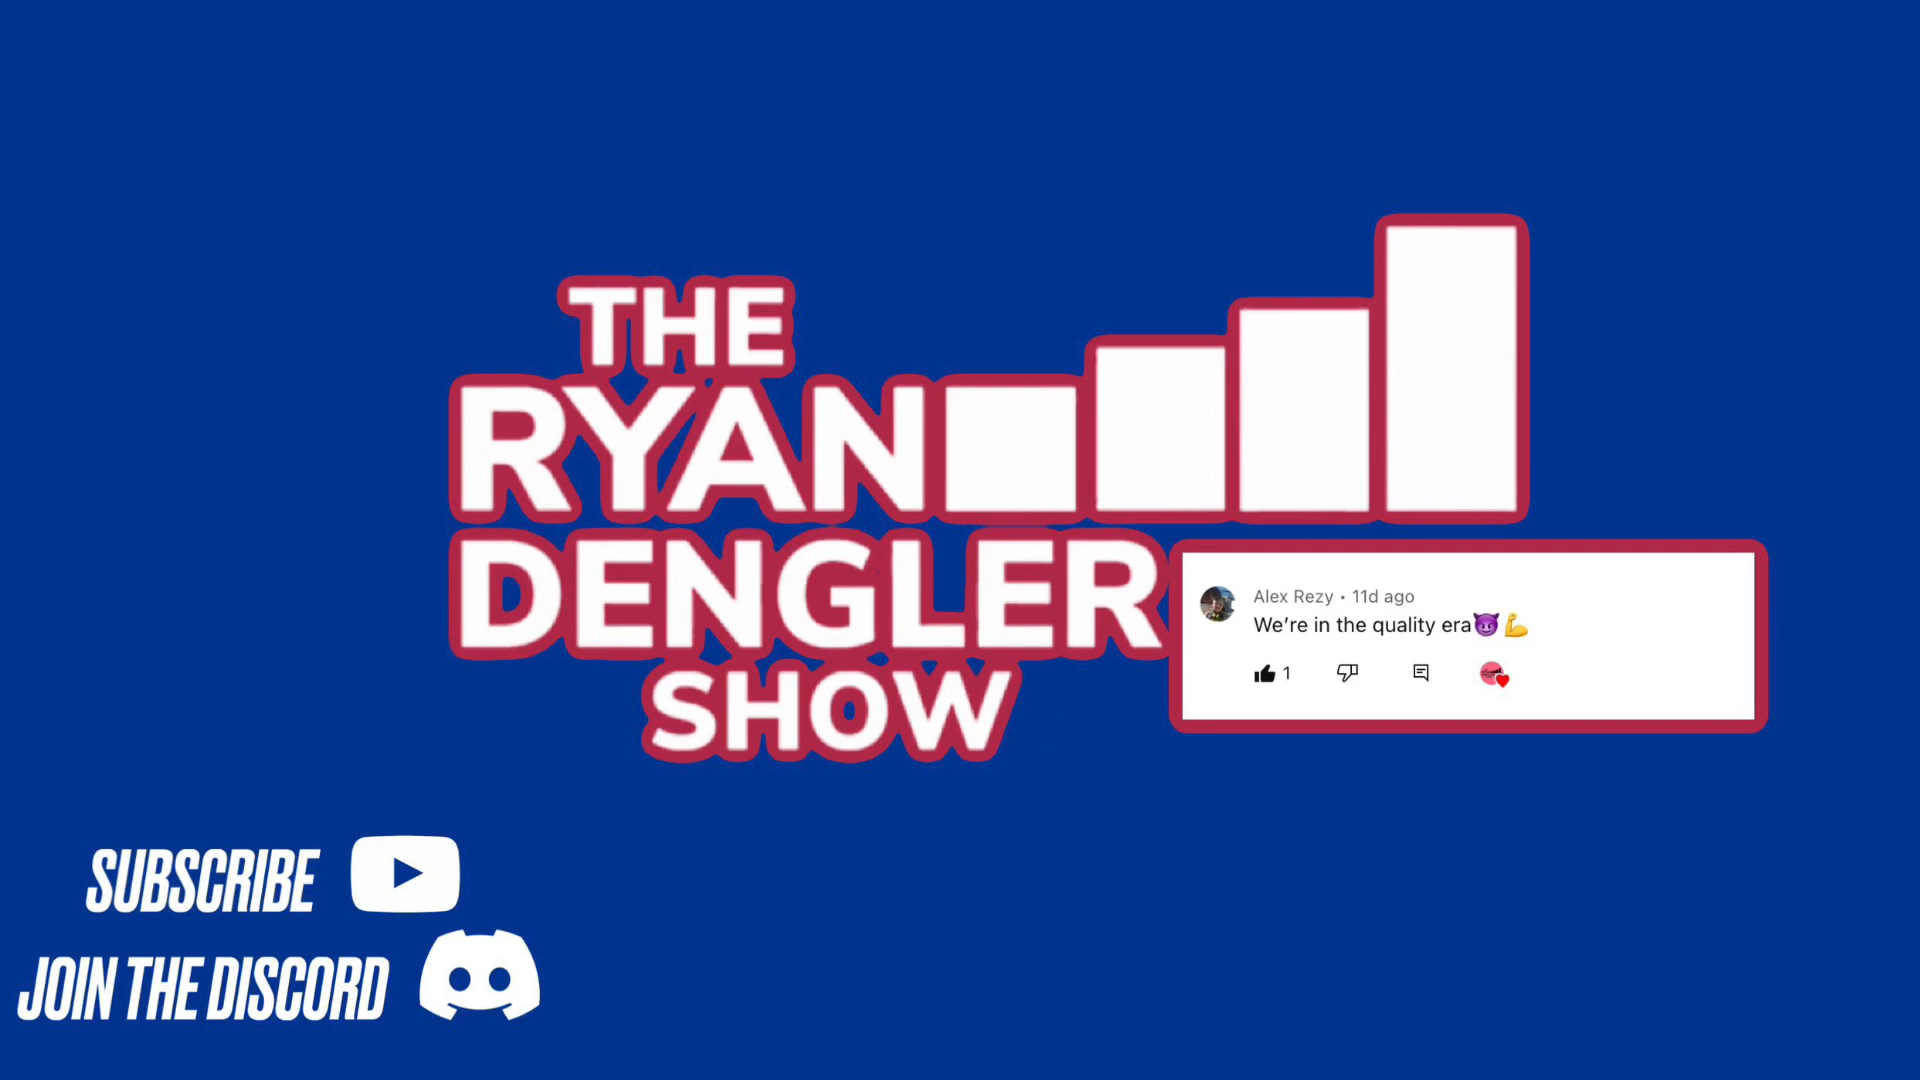 THE
RYAN
DENGLER
SHOW
Alex Rezy • 11d ago
We’re in the quality era😈💪
1
SUBSCRIBE
JOIN THE DISCORD